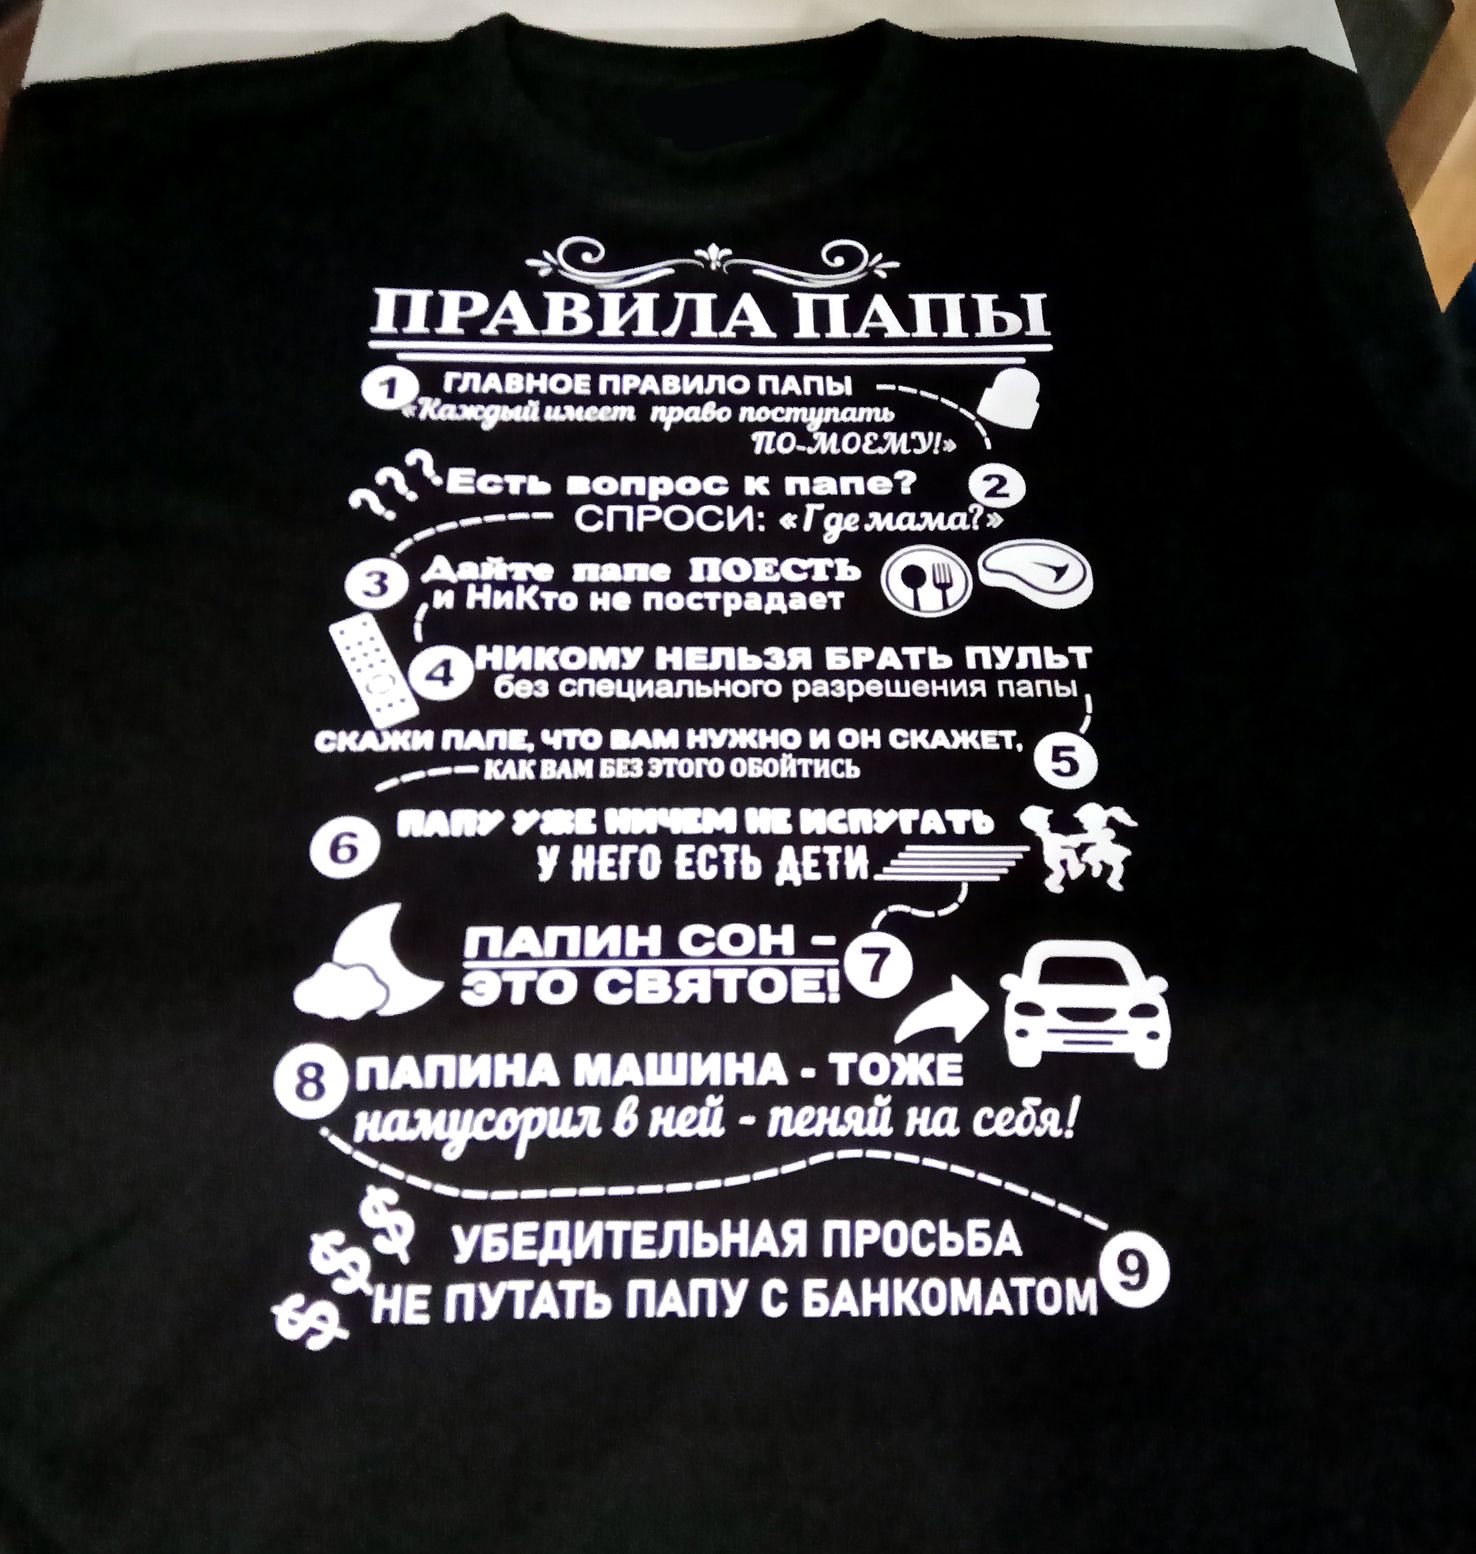 ПРАВИЛА ПАПЫ
1 ГЛАВНОЕ ПРАВИЛО ПАПЫ
«Каждый имеет право поступать
ПО-МОЕМУ!»
??? Есть вопрос к папе? 2
СПРОСИ: «Где мама?»
3 Дайте папе ПОЕСТЬ
и НиКто не пострадает
4 НИКОМУ НЕЛЬЗЯ БРАТЬ ПУЛЬТ
без специального разрешения папы
СКАЖИ ПАПЕ, ЧТО ВАМ НУЖНО И ОН СКАЖЕТ, 5
КАК ВАМ БЕЗ ЭТОГО ОБОЙТИСЬ
6 ПАПУ УЖЕ НИЧЕМ НЕ ИСПУГАТЬ
У НЕГО ЕСТЬ ДЕТИ
ПАПИН СОН – 7
ЭТО СВЯТОЕ!
8 ПАПИНА МАШИНА - ТОЖЕ
намусорил в ней - пеняй на себя!
$$$ УБЕДИТЕЛЬНАЯ ПРОСЬБА
НЕ ПУТАТЬ ПАПУ С БАНКОМАТОМ 9